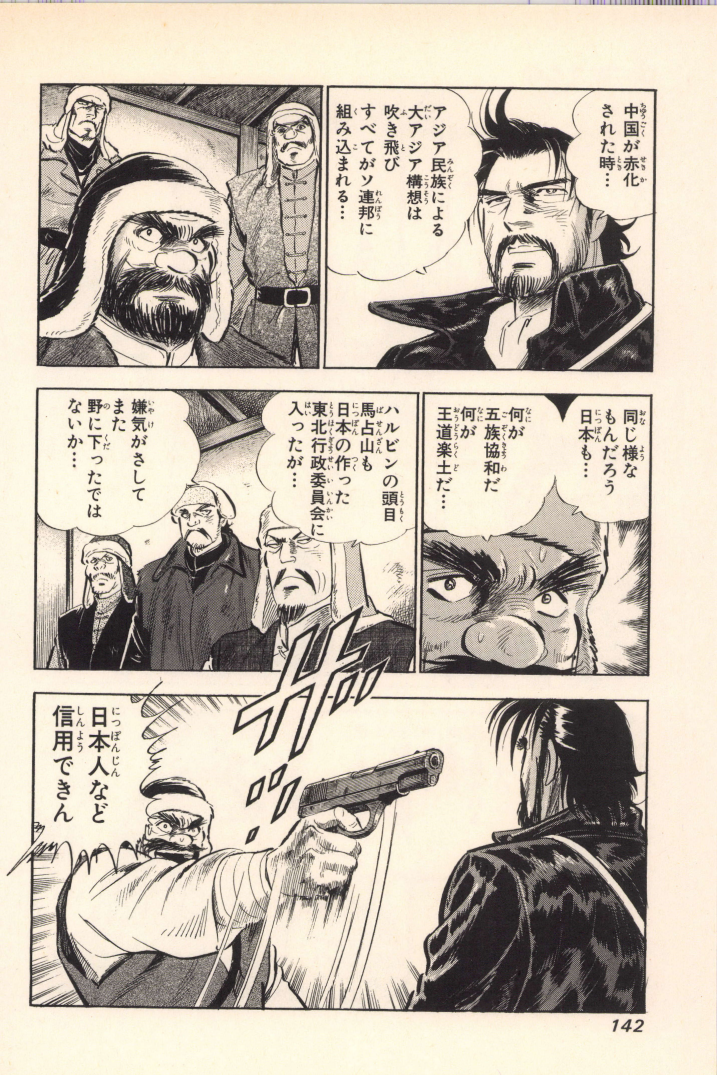 中国が赤化
された時…
アジア民族による
大アジア構想は
吹き飛び
すべてがソ連邦に
組み込まれる…
同じ様な
もんだろう
日本も…
何が
五族協和だ
何が
王道楽土だ…
ハルビンの頭目
馬占山も
日本の作った
東北行政委員会に
入ったが…
嫌気がさして
また
野に下ったでは
ないか…
ザッ…
日本人など
信用できん
142